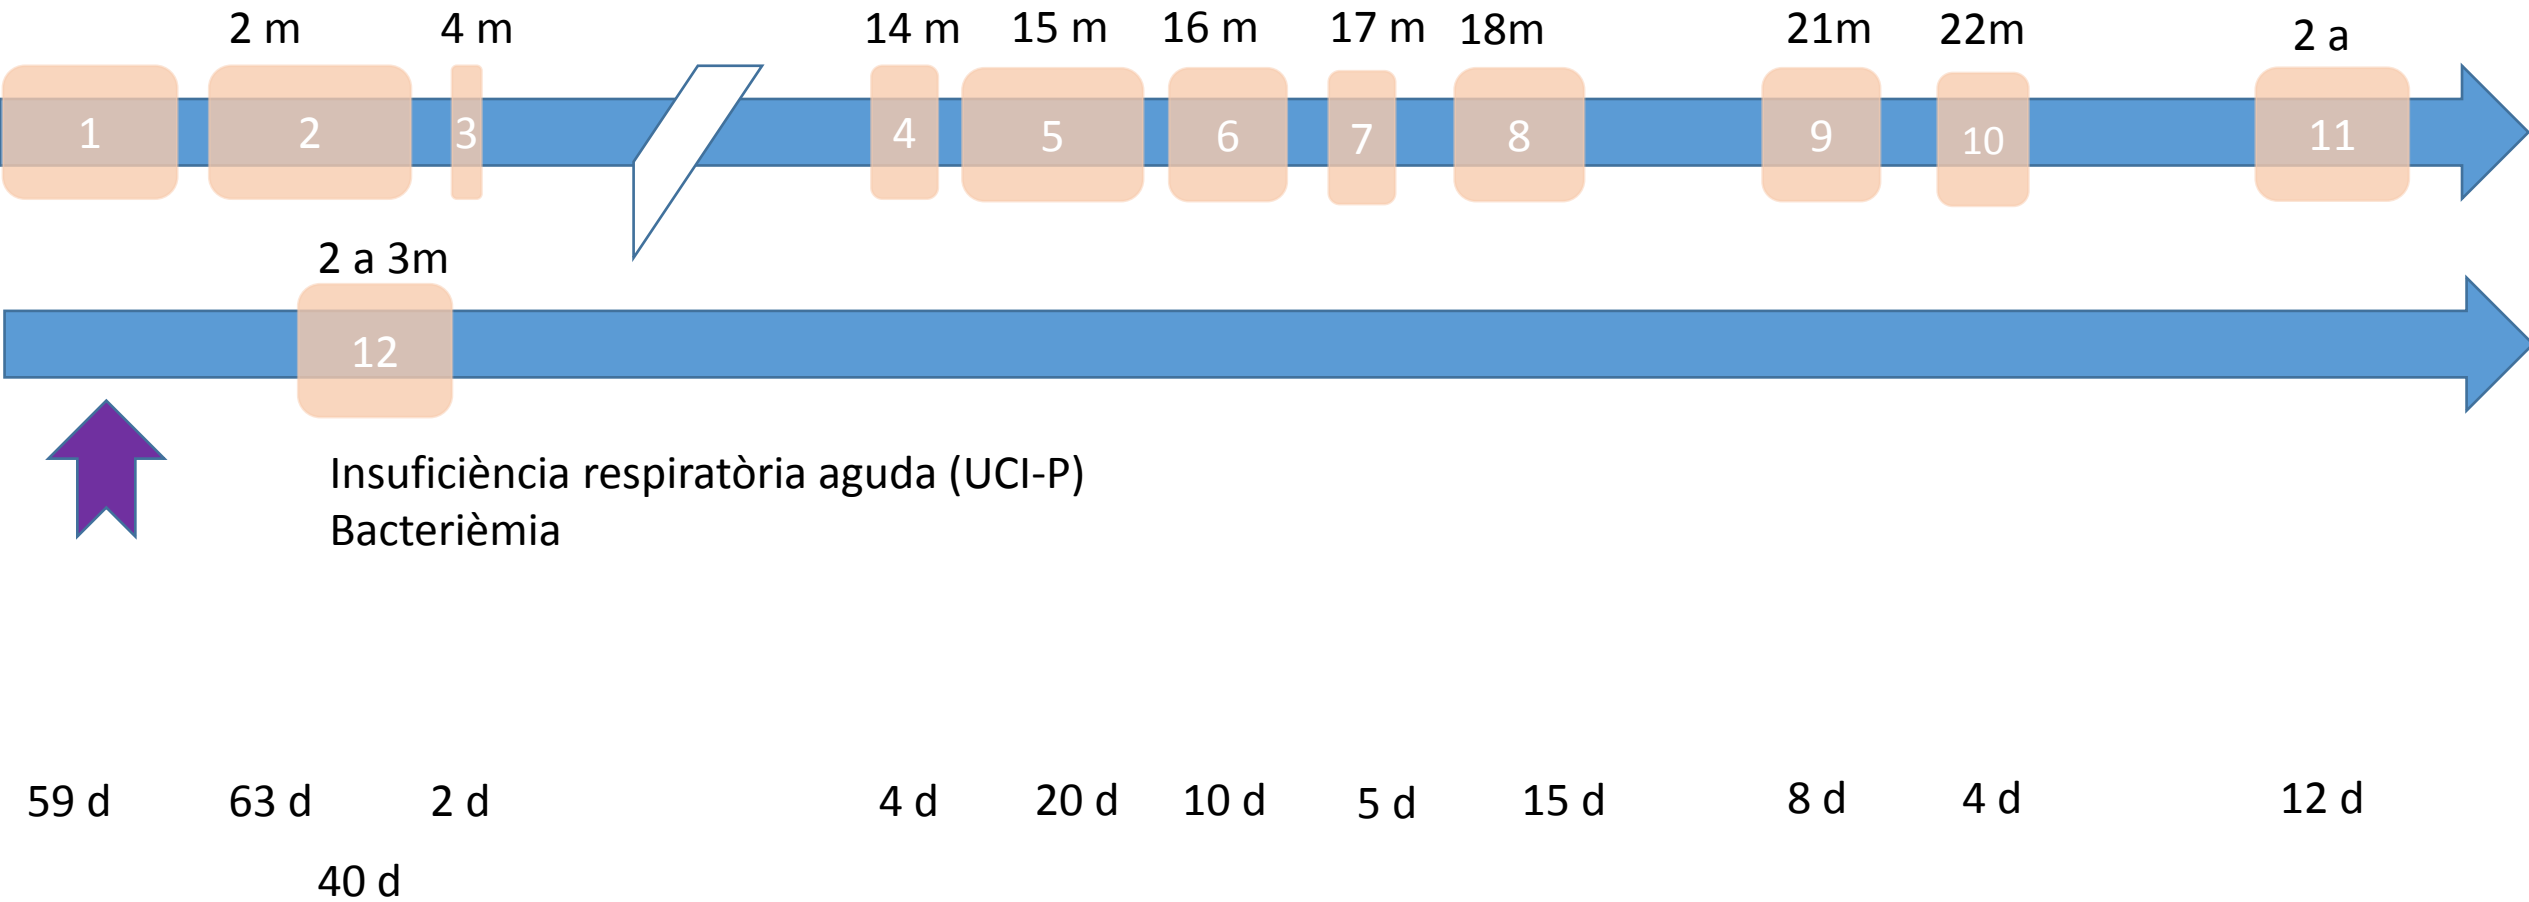 2 m 4 m 14 m 15 m 16 m 17 m 18m 21m 22m 2 a
1 2 3 4 5 6 7 8 9 10 11
2 a 3m
12
Insuficiència respiratòria aguda (UCI-P)
Bacterièmia
59 d 63 d 2 d 4 d 20 d 10 d 5 d 15 d 8 d 4 d 12 d
40 d